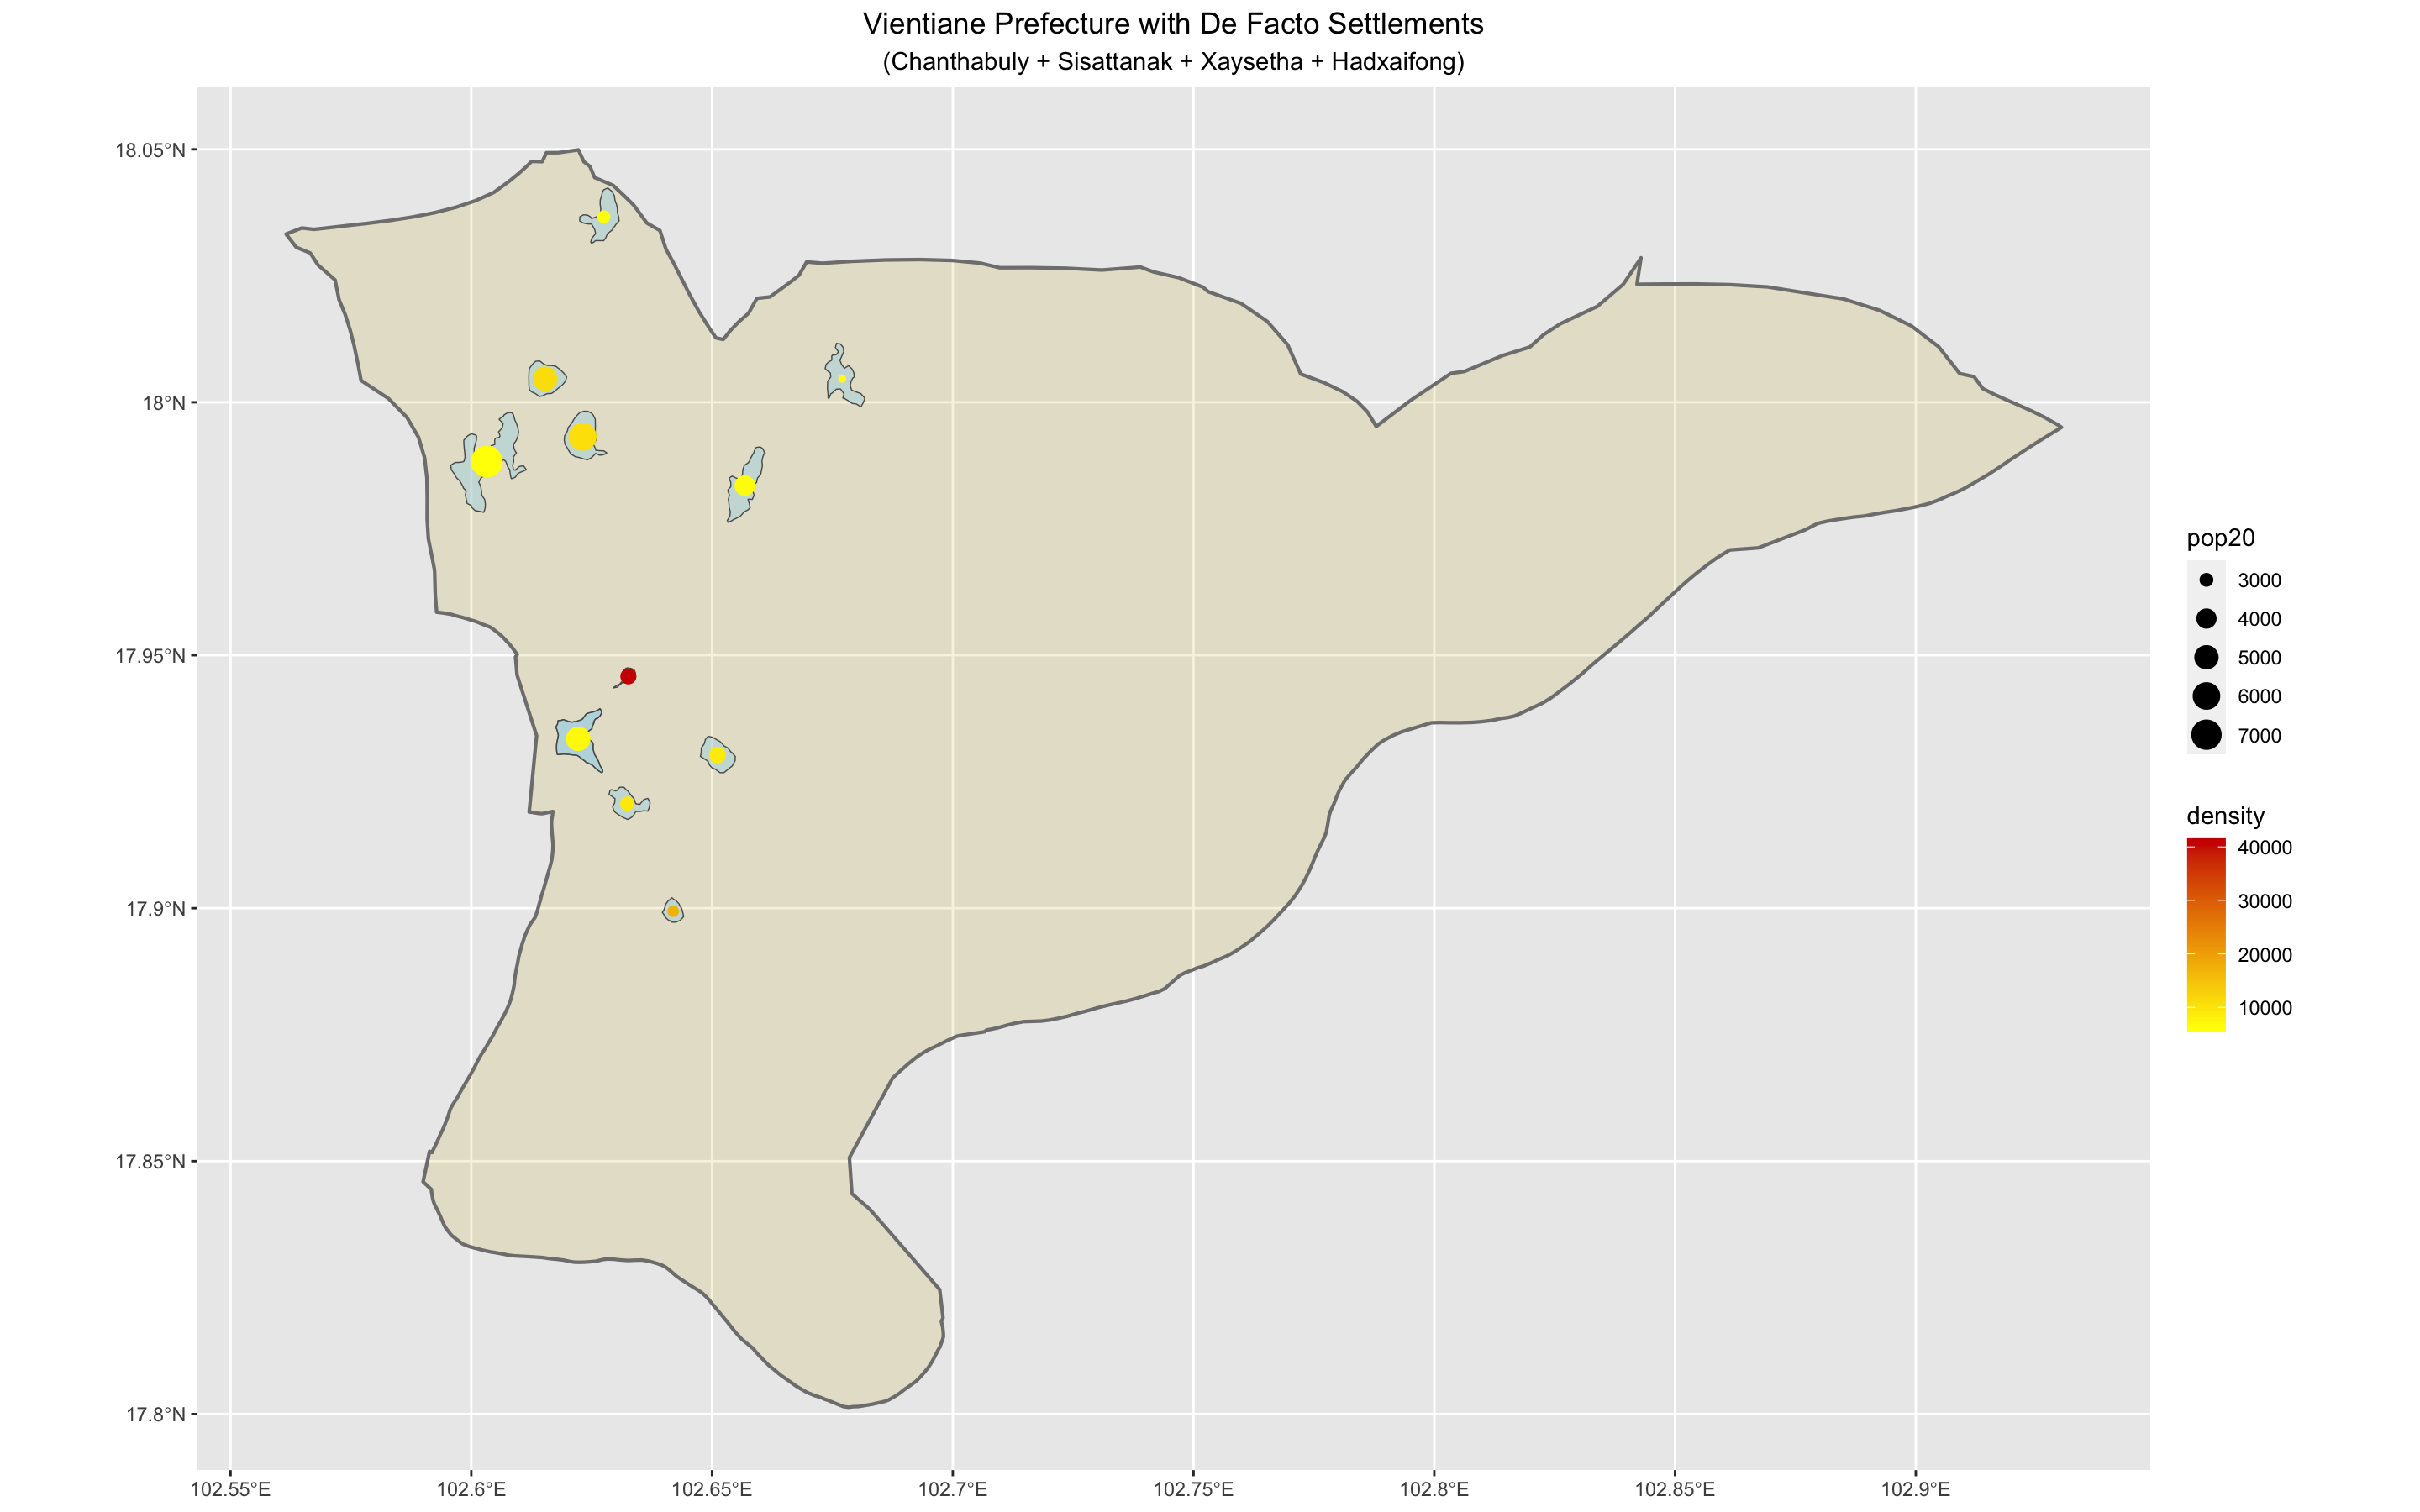 Vientiane Prefecture with De Facto Settlements
(Chanthabuly + Sisattanak + Xaysetha + Hadxaifong)
18.05°N
18°N
17.95°N
17.9°N
17.85°N
17.8°N
102.55°E
102.6°E
102.65°E
102.7°E
102.75°E
102.8°E
102.85°E
102.9°E
pop20
3000
4000
5000
6000
7000
density
40000
30000
20000
10000